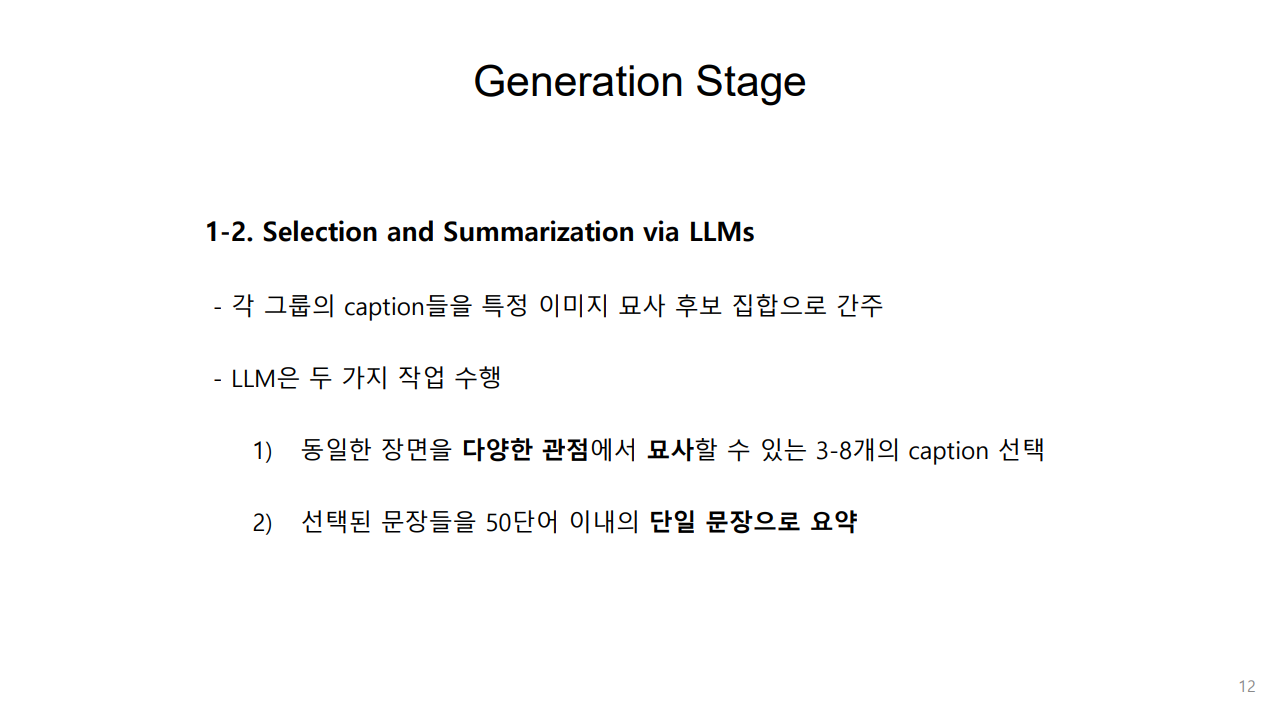 Generation Stage
1-2. Selection and Summarization via LLMs
- 각 그룹의 caption들을 특정 이미지 묘사 후보 집합으로 간주
- LLM은 두 가지 작업 수행
1) 동일한 장면을 다양한 관점에서 묘사할 수 있는 3-8개의 caption 선택
2) 선택된 문장들을 50단어 이내의 단일 문장으로 요약
12